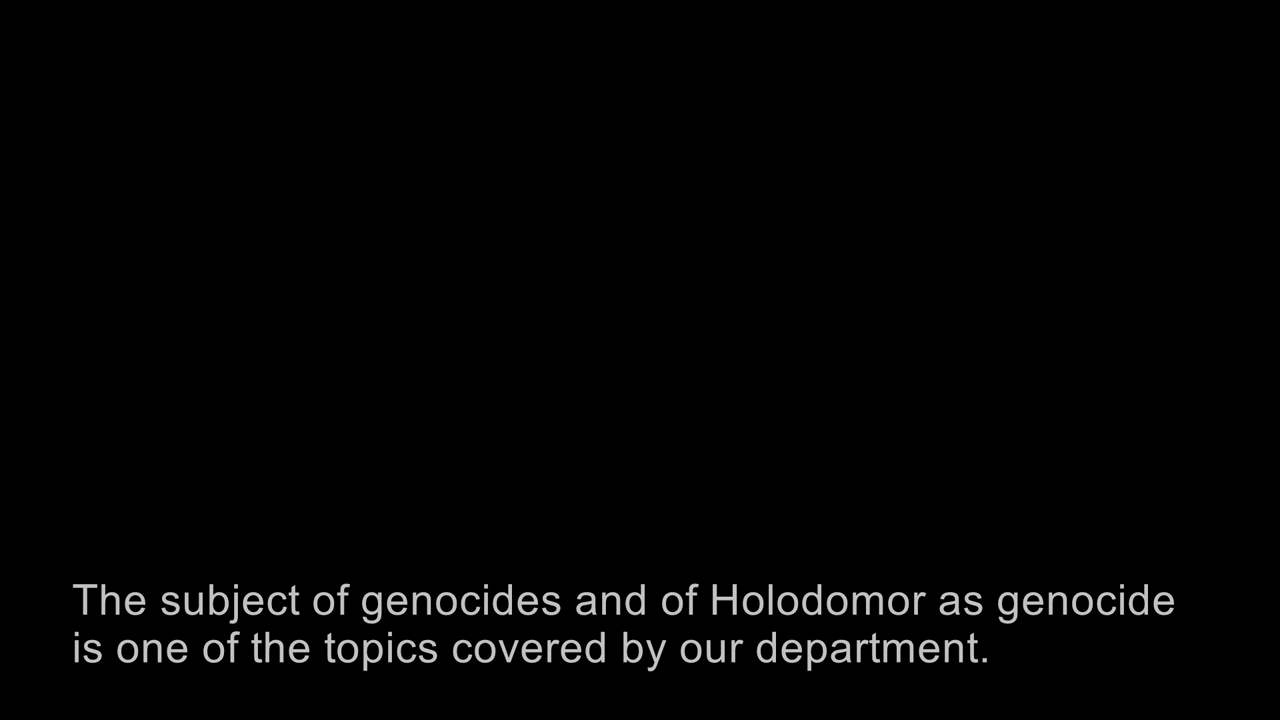 The subject of genocides and of Holodomor as genocide
is one of the topics covered by our department.